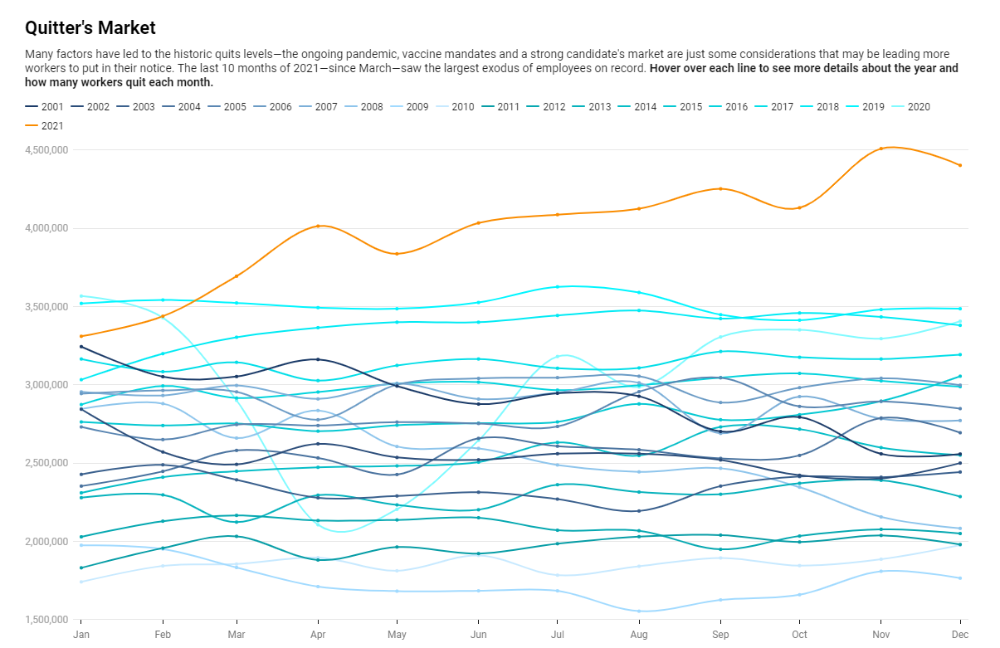 Quitter's Market
Many factors have led to the historic quits levels—the ongoing pandemic, vaccine mandates and a strong candidate's market are just some considerations that may be leading more
workers to put in their notice. The last 10 months of 2021—since March—saw the largest exodus of employees on record. Hover over each line to see more details about the year and
how many workers quit each month.
2001 2002 2003 2004 2005 2006 2007 2008 2009 2010 2011 2012 2013 2014 2015 2016 2017 2018 2019 2020
2021
4,500,000
4,000,000
3,500,000
3,000,000
2,500,000
2,000,000
1,500,000
Jan Feb Mar Apr May Jun Jul Aug Sep Oct Nov Dec